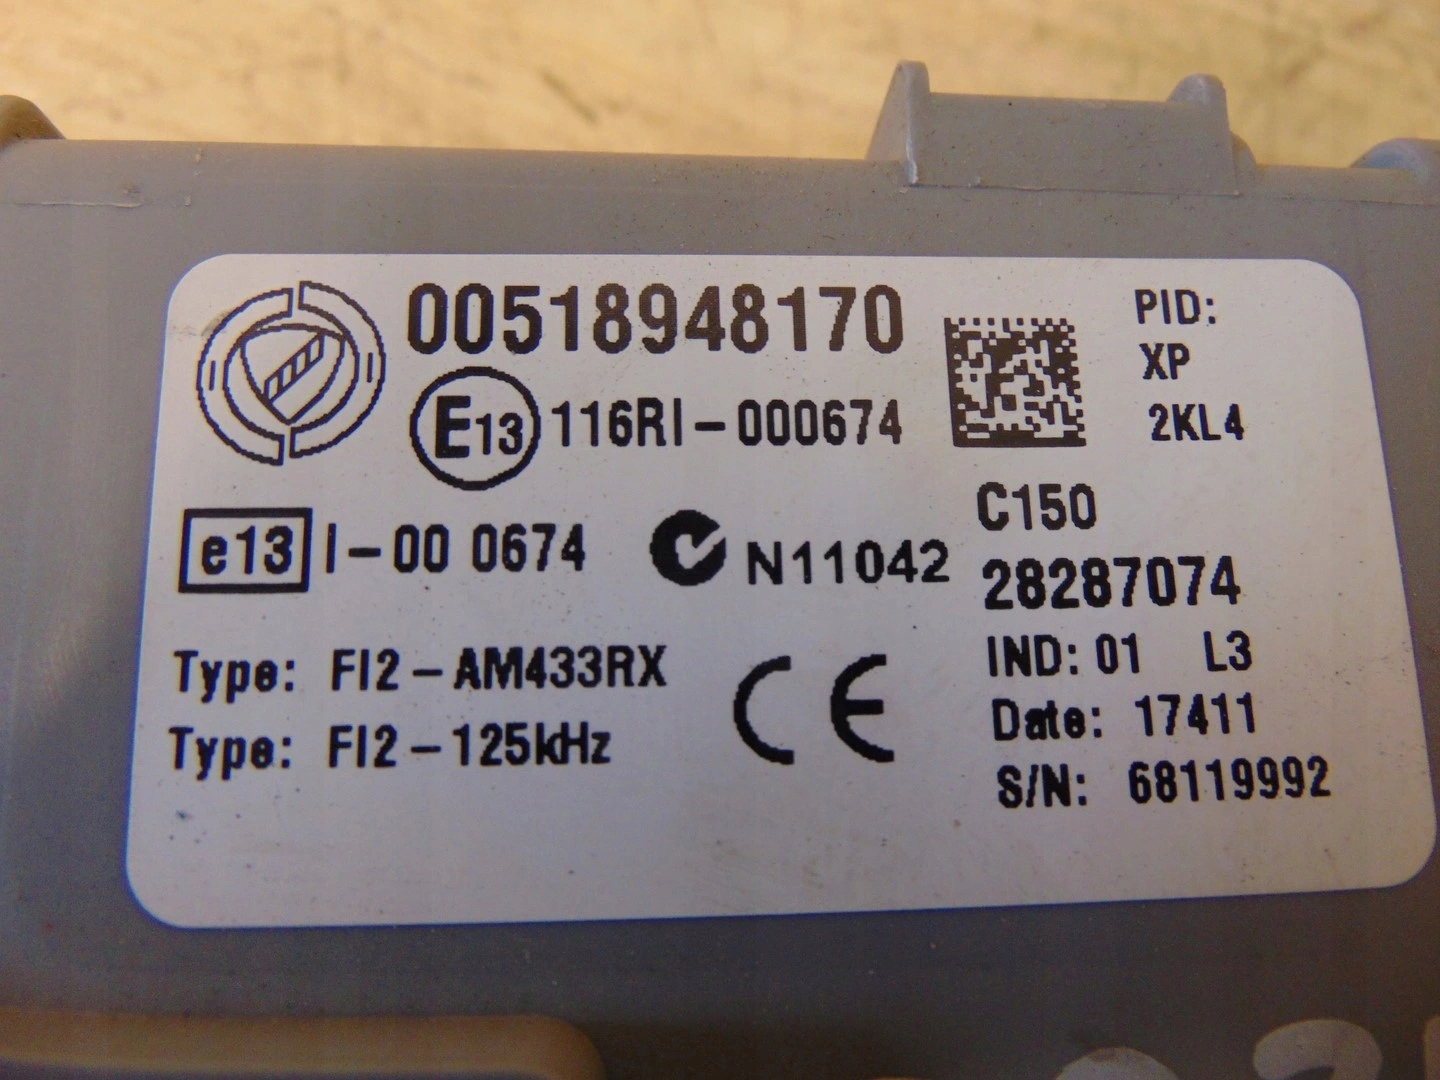 00518948170
E13 116RI-000674
e13 I-00 0674
N11042
Type: FI2-AM433RX
Type: FI2-125kHz
CE
PID:
XP
2KL4
C150
28287074
IND: 01 L3
Date: 17411
S/N: 68119992